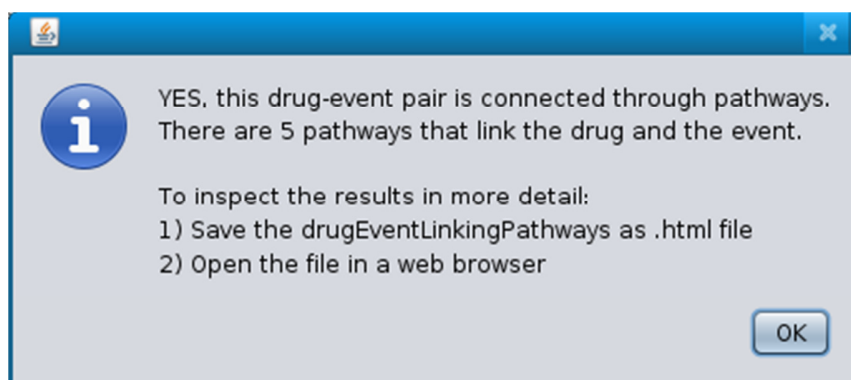 YES, this drug-event pair is connected through pathways.
There are 5 pathways that link the drug and the event.
To inspect the results in more detail:
1) Save the drugEventLinkingPathways as .html file
2) Open the file in a web browser
OK